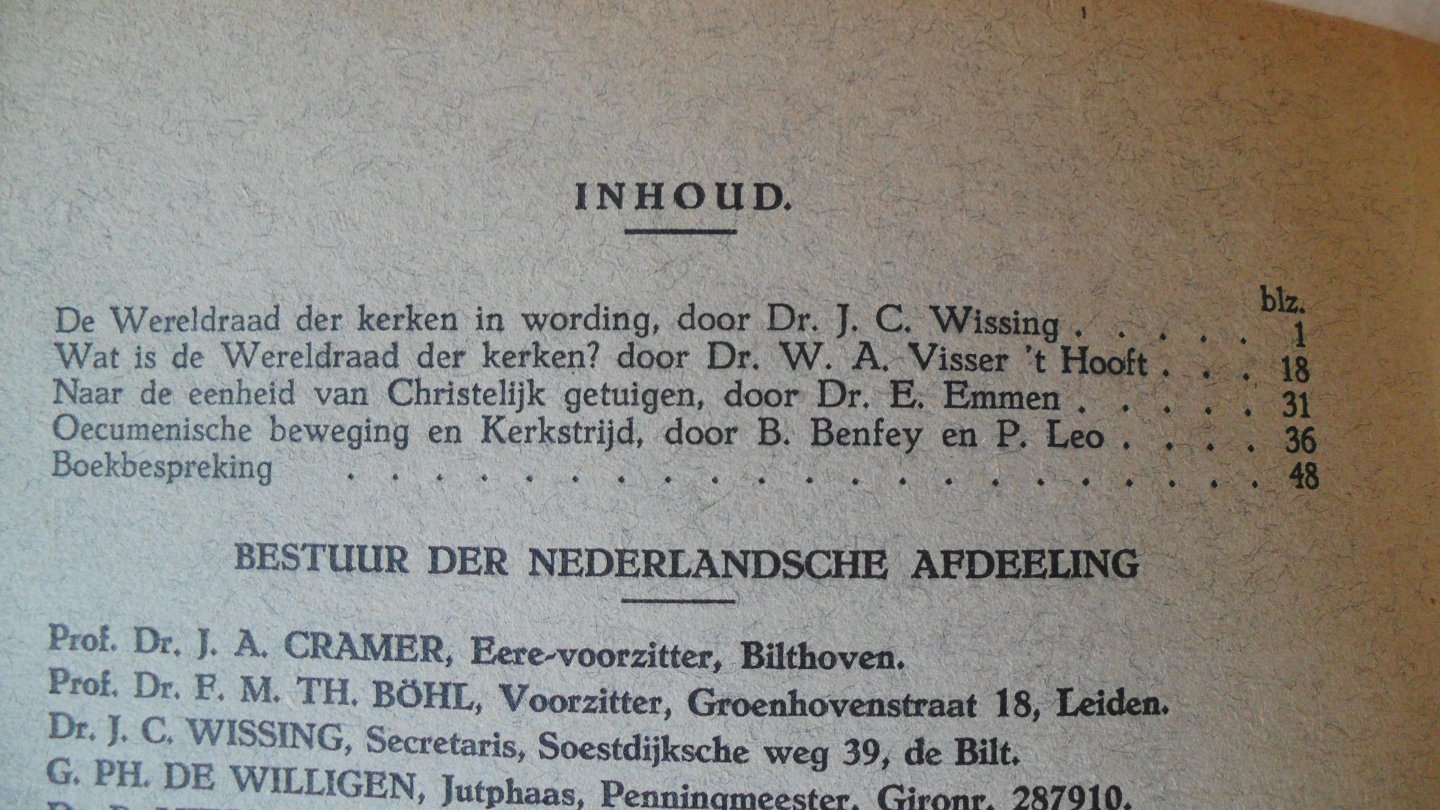 INHOUD.
blz.
De Wereldraad der kerken in wording, door Dr. J. C. Wissing . . . . . 1
Wat is de Wereldraad der kerken? door Dr. W. A. Visser 't Hooft . . . 18
Naar de eenheid van Christelijk getuigen, door Dr. E. Emmen . . . . . 31
Oecumenische beweging en Kerkstrijd, door B. Benfey en P. Leo . . . . 36
Boekbespreking . . . . . . . . . . . . . . . . . . 48
BESTUUR DER NEDERLANDSCHE AFDEELING
Prof. Dr. J. A. CRAMER, Eere-voorzitter, Bilthoven.
Prof. Dr. F. M. TH. BÖHL, Voorzitter, Groenhovenstraat 18, Leiden.
Dr. J. C. WISSING, Secretaris, Soestdijksche weg 39, de Bilt.
G. PH. DE WILLIGEN, Jutphaas, Penningmeester, Gironr. 287910.